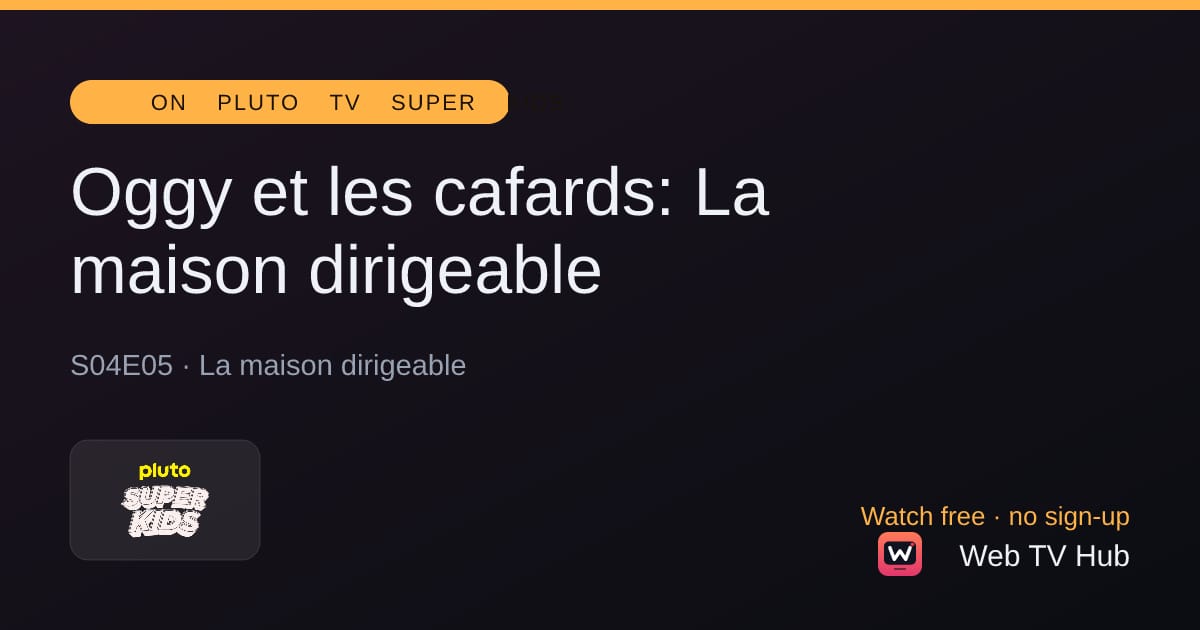 ON PLUTO TV SUPER
Oggy et les cafards: La
maison dirigeable
S04E05 · La maison dirigeable
pluto
SUPER
KIDS
Watch free · no sign-up
W Web TV Hub